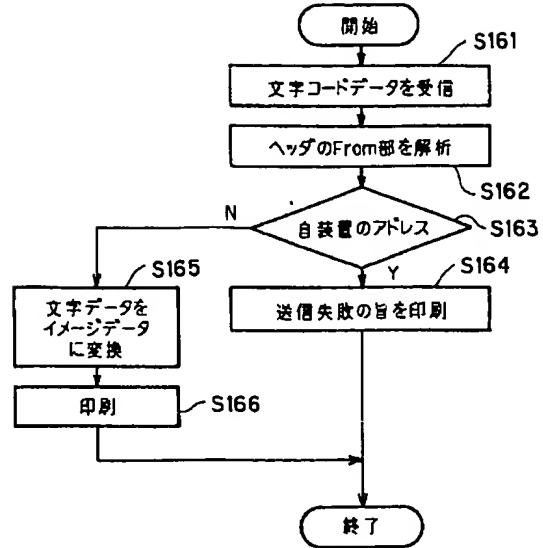 開始
S161
文字コードデータを受信
ヘッダのFrom部を解析
S162
N
自装置のアドレス
S163
Y
S165
S164
文字データを
イメージデータ
に変換
送信失敗の旨を印刷
印刷
S166
終了